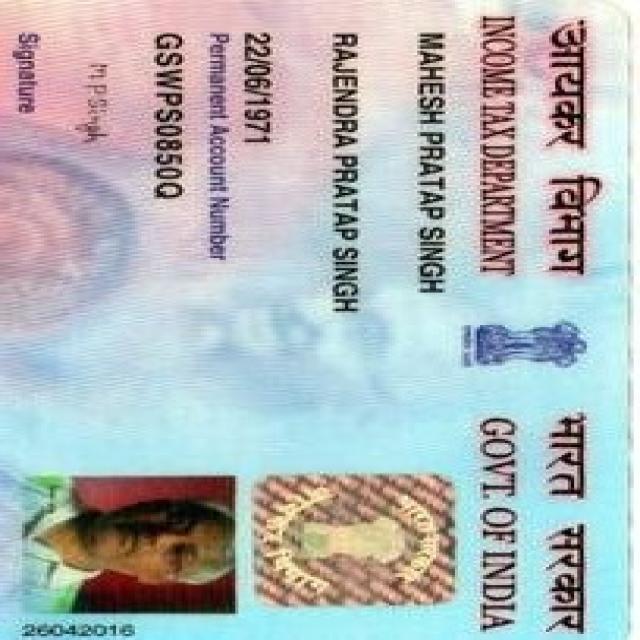 आयकर विभाग भारत सरकार
INCOME TAX DEPARTMENT GOVT. OF INDIA
MAHESH PRATAP SINGH
RAJENDRA PRATAP SINGH
22/06/1971
Permanent Account Number
GSWPS0850Q
M P Singh
Signature
26042016